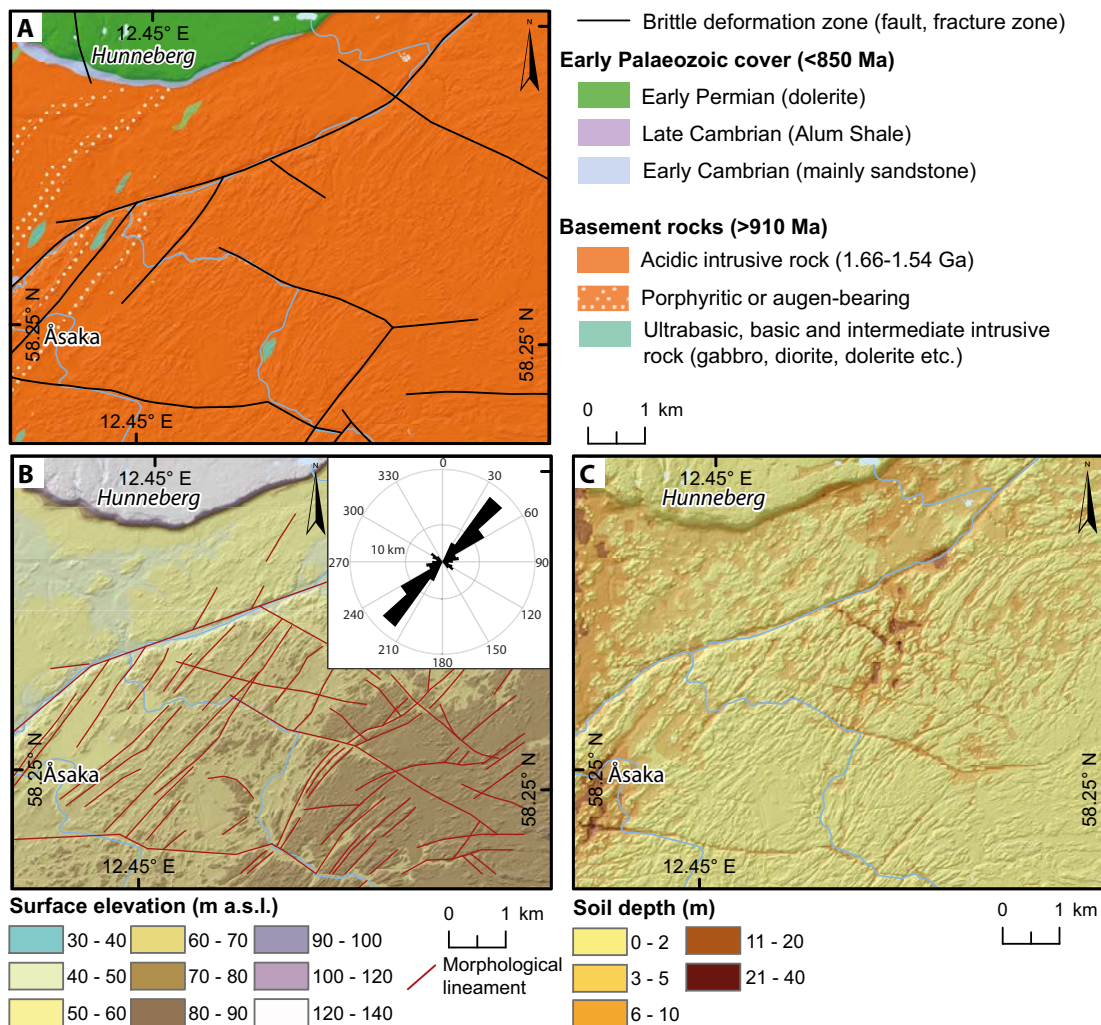 A
12.45° E
Hunneberg
N
58.25° N
Åsaka
58.25° N
12.45° E
Brittle deformation zone (fault, fracture zone)
Early Palaeozoic cover (<850 Ma)
Early Permian (dolerite)
Late Cambrian (Alum Shale)
Early Cambrian (mainly sandstone)
Basement rocks (>910 Ma)
Acidic intrusive rock (1.66-1.54 Ga)
Porphyritic or augen-bearing
Ultrabasic, basic and intermediate intrusive
rock (gabbro, diorite, dolerite etc.)
0 1 km
B
12.45° E
Hunneberg
N
0
30
60
90
120
150
180
210
240
270
300
330
10 km
58.25° N
Åsaka
58.25° N
12.45° E
C
12.45° E
Hunneberg
N
58.25° N
Åsaka
58.25° N
12.45° E
Surface elevation (m a.s.l.)
30 - 40
40 - 50
50 - 60
60 - 70
70 - 80
80 - 90
90 - 100
100 - 120
120 - 140
0 1 km
Morphological
lineament
Soil depth (m)
0 - 2
3 - 5
6 - 10
11 - 20
21 - 40
0 1 km